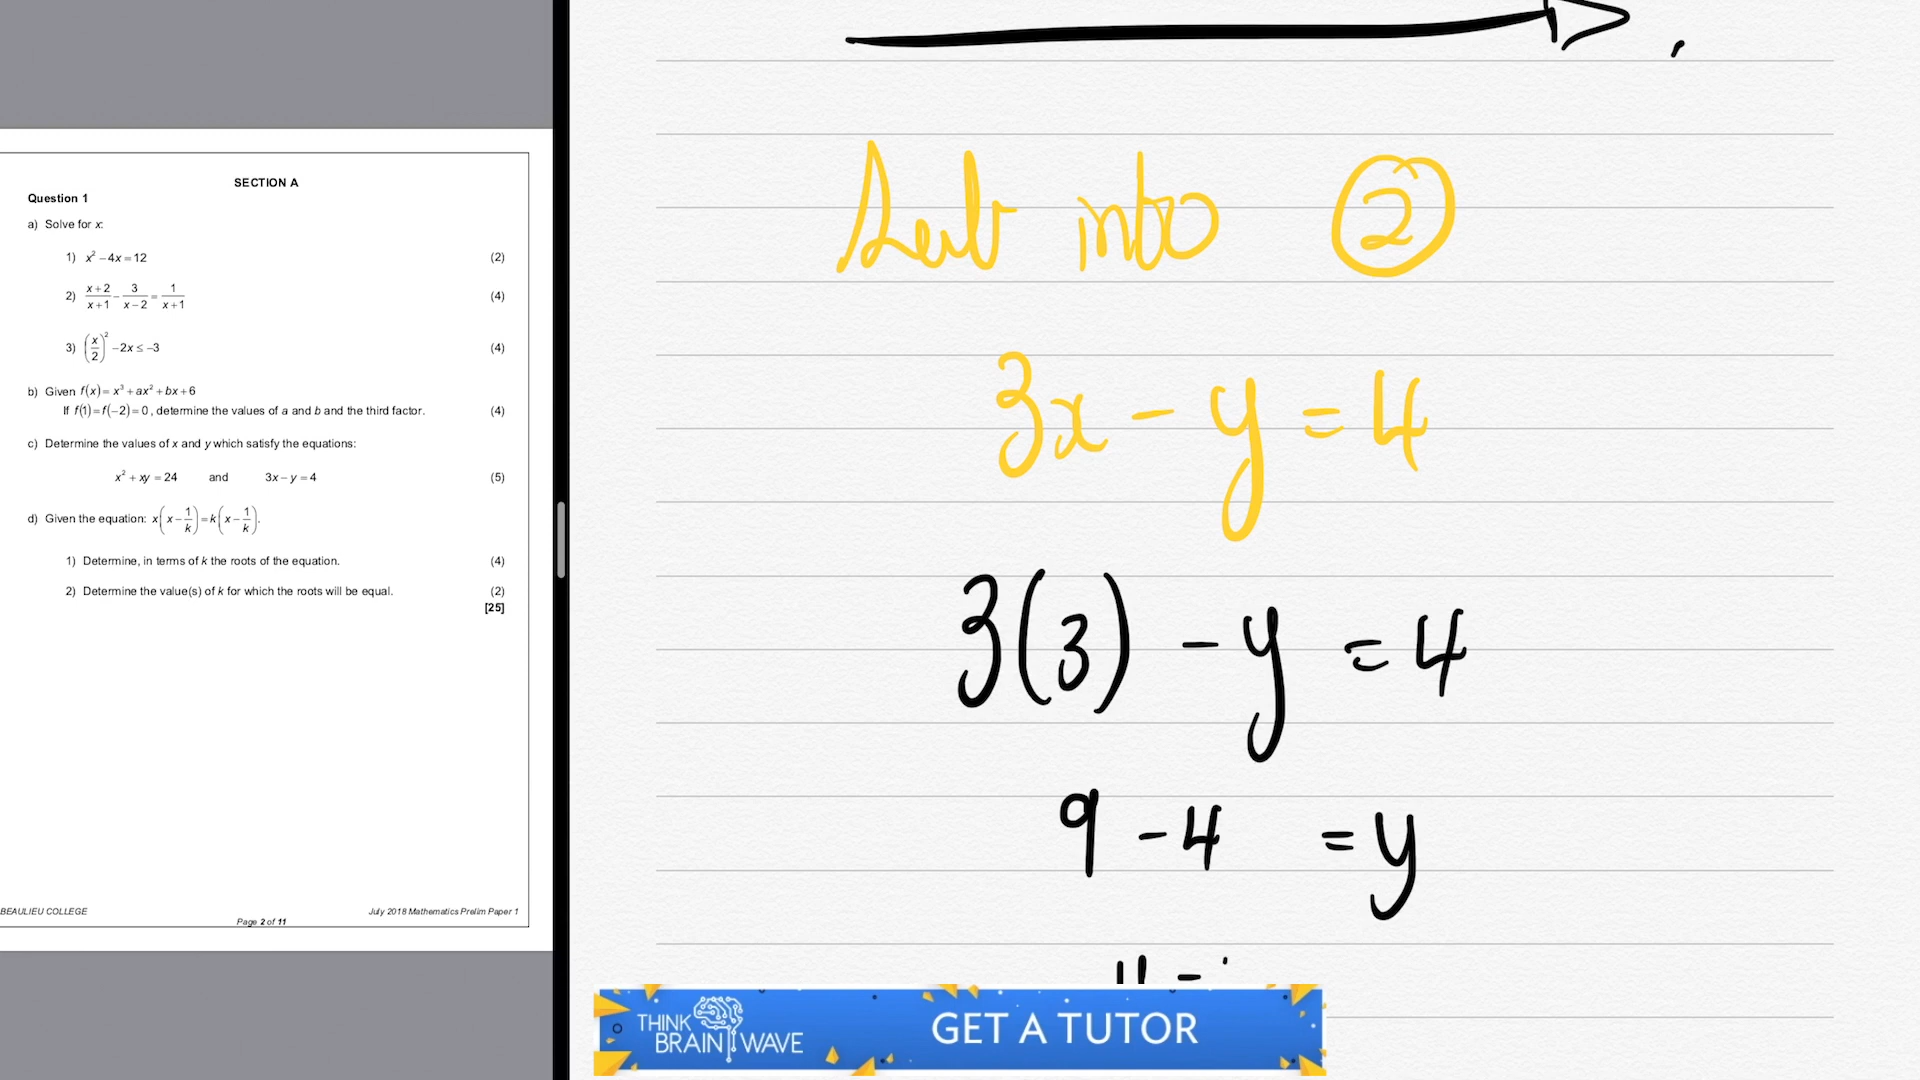 SECTION A
Question 1
a) Solve for x:
1) x² – 4x = 12 (2)
2) (x+2)/(x+1) – 3/(x–2) = 1/(x+1) (4)
3) (x/2)² – 2x ≤ –3 (4)
b) Given f(x) = x³ + ax² + bx + 6
If f(1) = f(–2) = 0, determine the values of a and b and the third factor. (4)
c) Determine the values of x and y which satisfy the equations:
x² + xy = 24 and 3x – y = 4 (5)
d) Given the equation: x(x – 1/k) = k(x – 1/k).
1) Determine, in terms of k the roots of the equation. (4)
2) Determine the value(s) of k for which the roots will be equal. (2)
[25]
BEAULIEU COLLEGE July 2018 Mathematics Prelim Paper 1
Page 2 of 11
Sub into ②
3x – y = 4
3(3) – y = 4
9 – 4 = y
THINK
BRAIN WAVE
GET A TUTOR